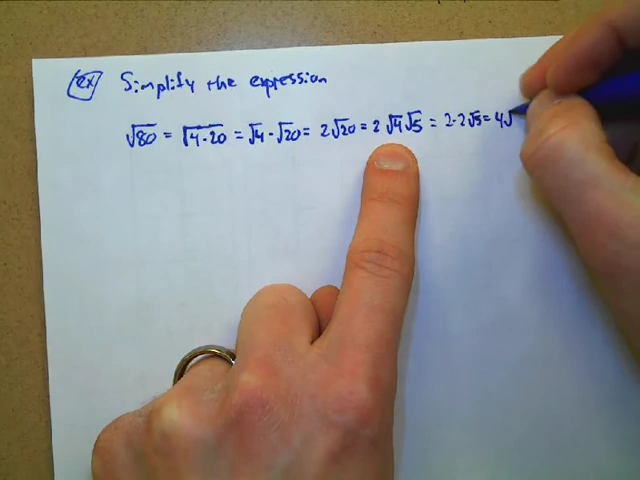 ex Simplify the expression
√80 = √4·20 = √4·√20 = 2√20 = 2√4√5 = 2·2√5 = 4√